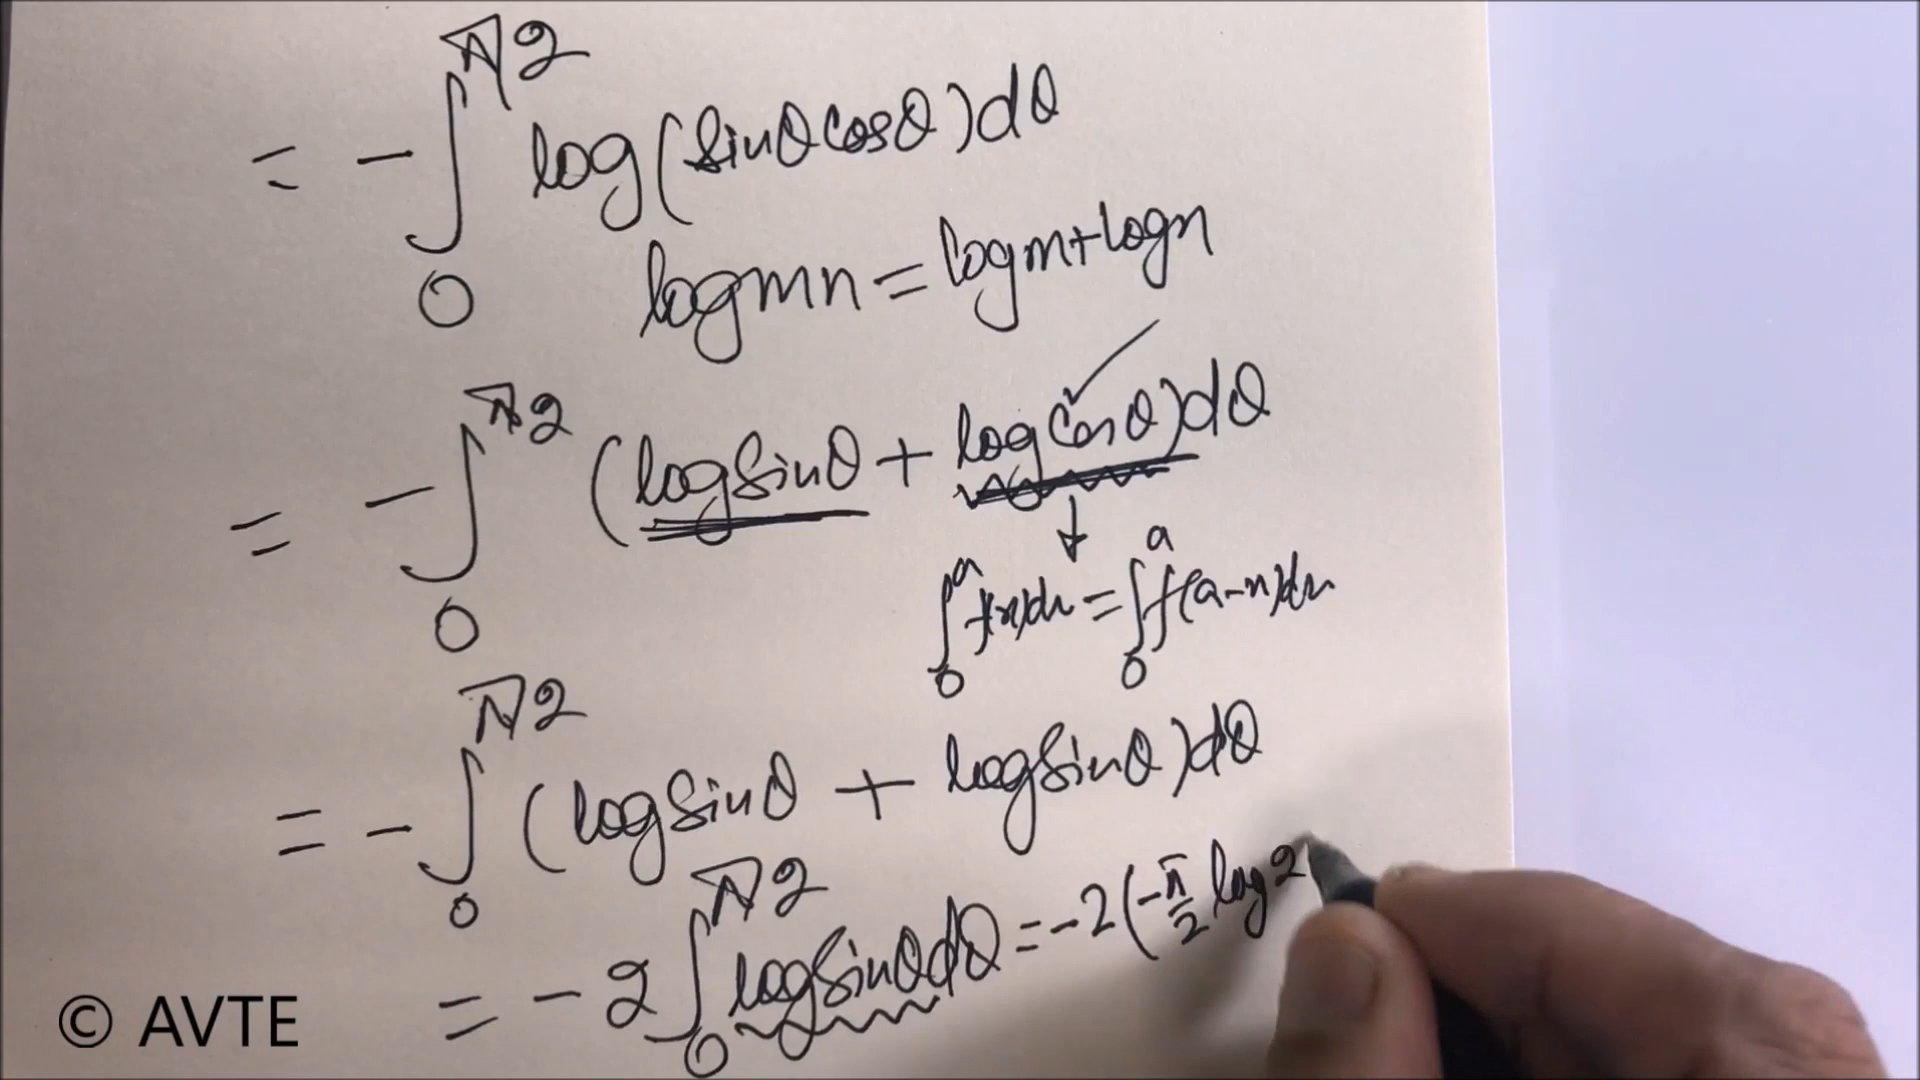 = - ∫₀^π/2 log(sinθ cosθ)dθ
log mn = log m + log n
= - ∫₀^π/2 (log sinθ + log cosθ)dθ
∫₀^a f(x)dx = ∫₀^a f(a-x)dx
= - ∫₀^π/2 (log sinθ + log sinθ)dθ
= - 2 ∫₀^π/2 log sinθ dθ = -2(-π/2 log 2
© AVTE